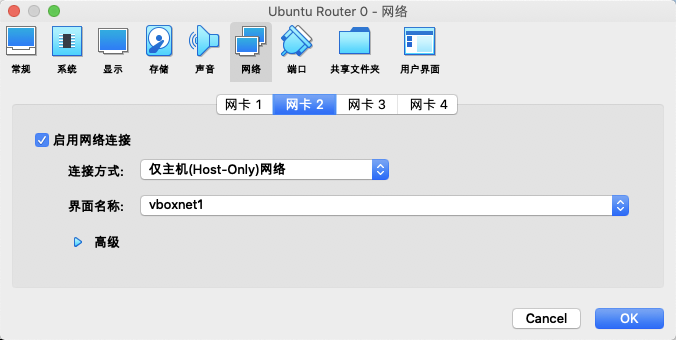 Ubuntu Router 0 - 网络
常规 系统 显示 存储 声音 网络 端口 共享文件夹 用户界面
网卡 1 网卡 2 网卡 3 网卡 4
启用网络连接
连接方式: 仅主机(Host-Only)网络
界面名称: vboxnet1
高级
Cancel OK